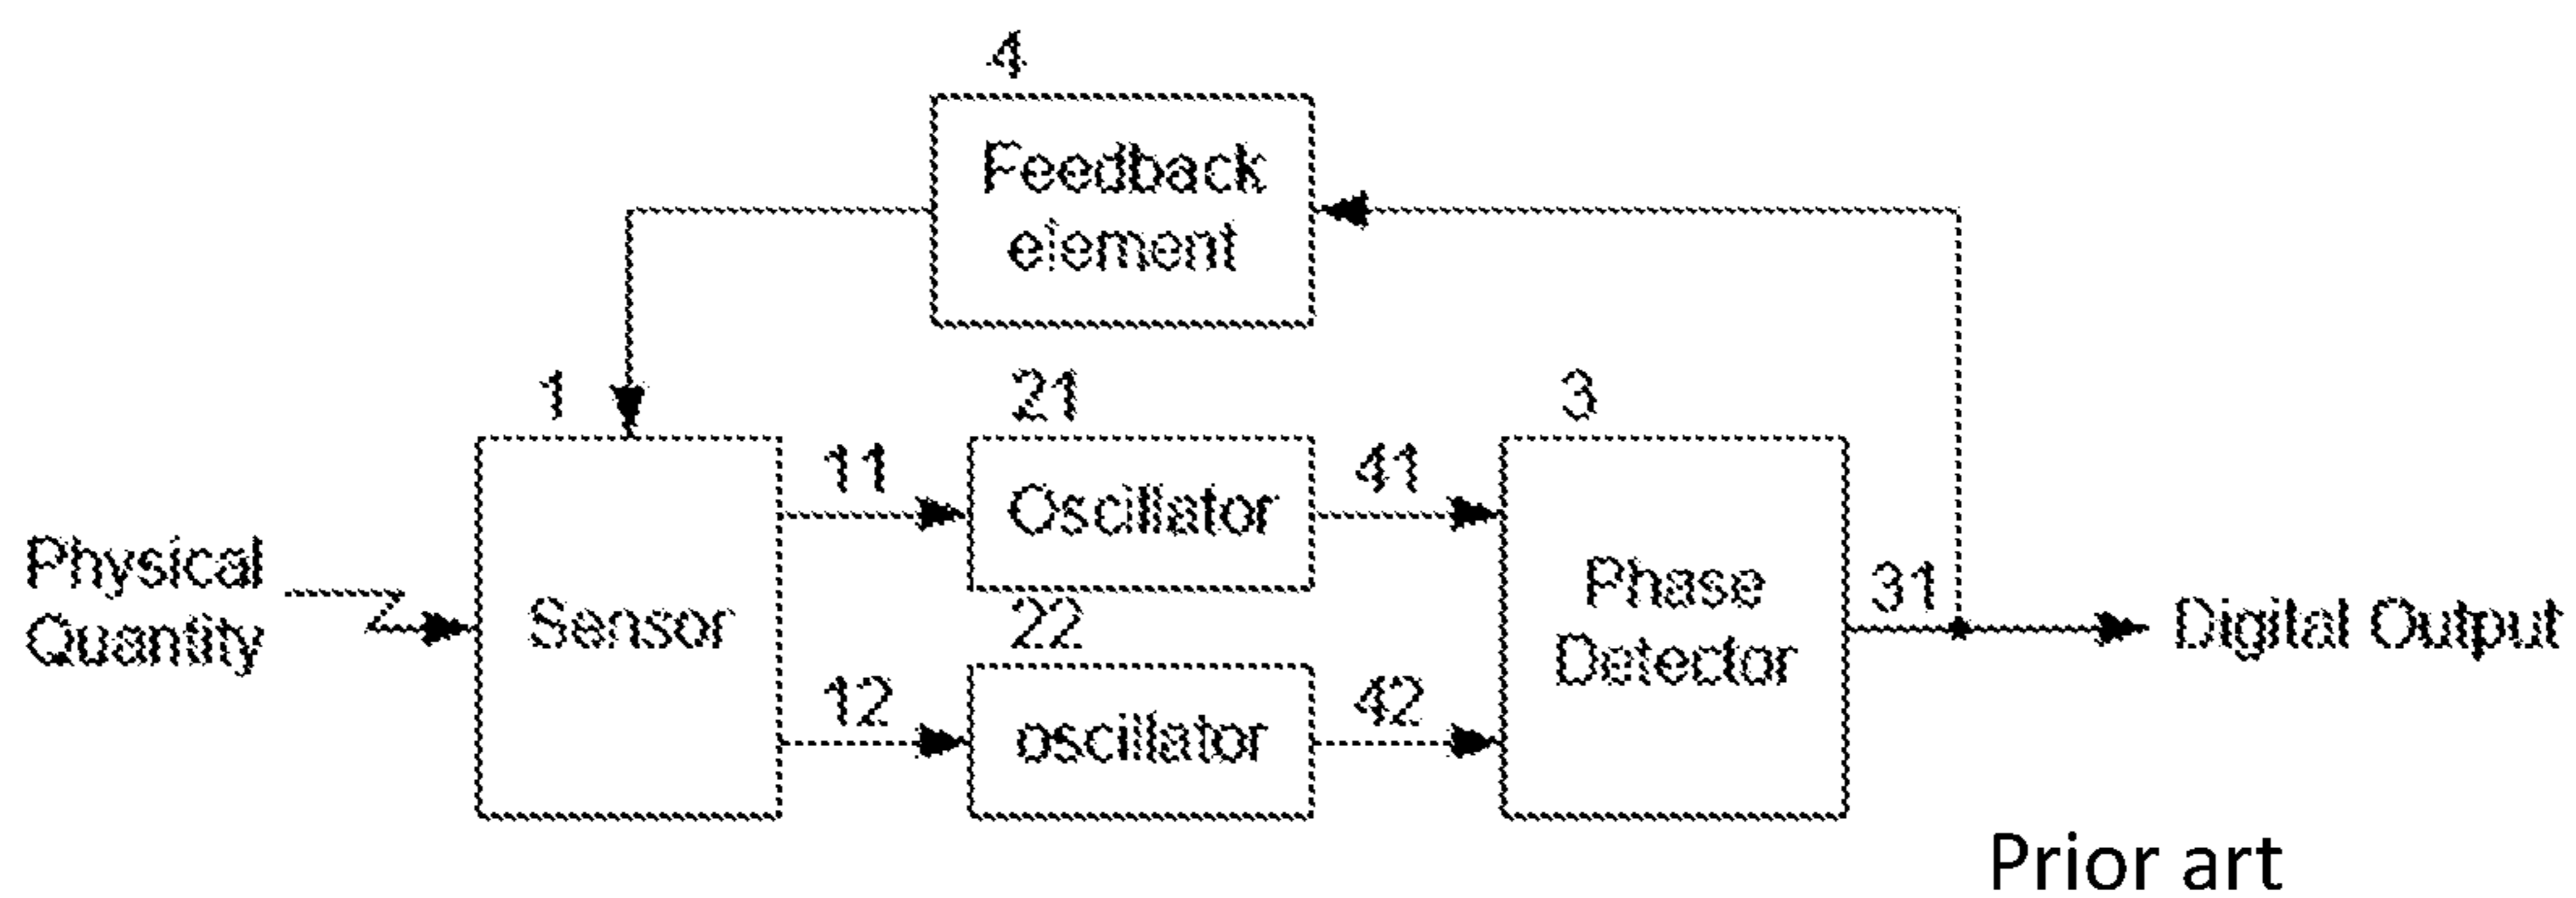 4
Feedback
element
1
21
3
11
Oscillator
41
Physical
Quantity
Sensor
22
Phase
Detector
31
Digital Output
12
oscillator
42
Prior art